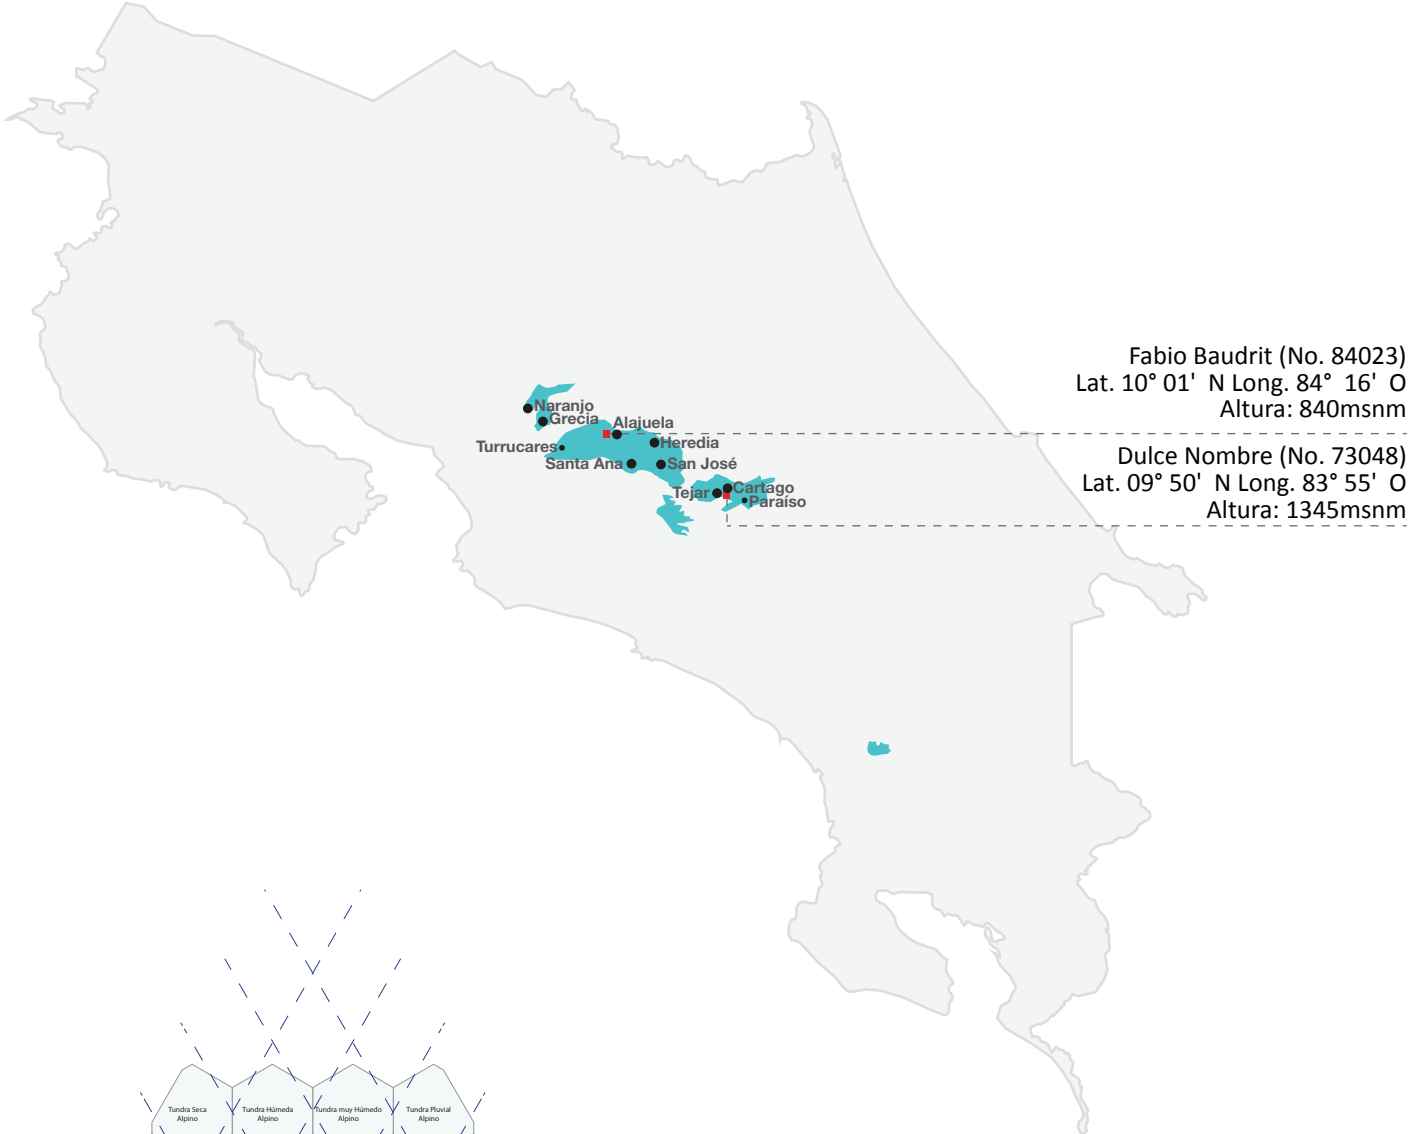 Fabio Baudrit (No. 84023)
Lat. 10° 01' N Long. 84° 16' O
Altura: 840msnm
Naranjo
Grecia
Alajuela
Turrucares
Heredia
Santa Ana
San José
Dulce Nombre (No. 73048)
Lat. 09° 50' N Long. 83° 55' O
Altura: 1345msnm
Tejar
Cartago
Paraíso
Tundra Seca
Alpino
Tundra Húmeda
Alpino
Tundra muy Húmedo
Alpino
Tundra Pluvial
Alpino